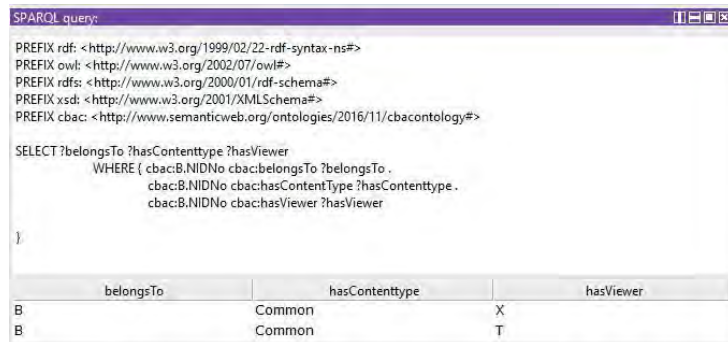 SPARQL query:
PREFIX rdf: <http://www.w3.org/1999/02/22-rdf-syntax-ns#>
PREFIX owl: <http://www.w3.org/2002/07/owl#>
PREFIX rdfs: <http://www.w3.org/2000/01/rdf-schema#>
PREFIX xsd: <http://www.w3.org/2001/XMLSchema#>
PREFIX cbac: <http://www.semanticweb.org/ontologies/2016/11/cbacontology#>
SELECT ?belongsTo ?hasContenttype ?hasViewer
WHERE { cbac:B.NIDNo cbac:belongsTo ?belongsTo .
cbac:B.NIDNo cbac:hasContentType ?hasContenttype .
cbac:B.NIDNo cbac:hasViewer ?hasViewer
}
belongsTo hasContenttype hasViewer
B Common X
B Common T